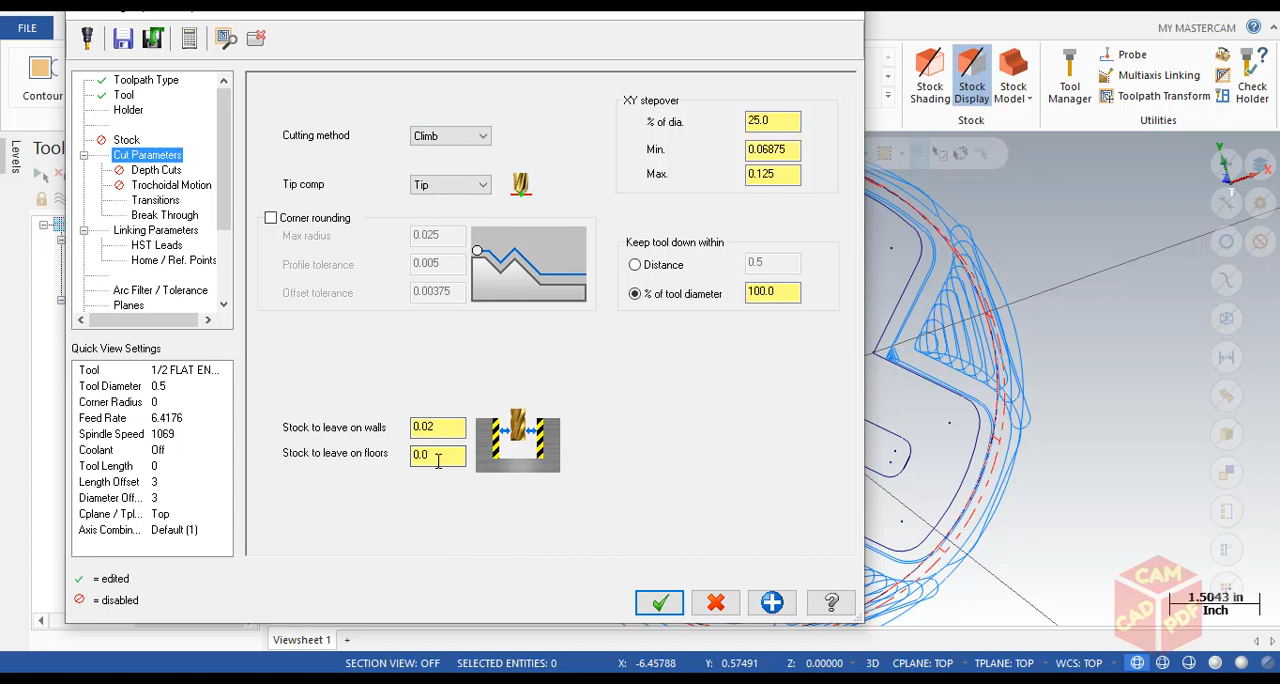 FILE
MY MASTERCAM
Contour
Stock Shading
Stock Display
Stock Model
Tool Manager
Probe
Multiaxis Linking
Toolpath Transform
Check Holder
Stock
Utilities
Levels
Tool
Toolpath Type
Tool
Holder
Stock
Cut Parameters
Depth Cuts
Trochoidal Motion
Transitions
Break Through
Linking Parameters
HST Leads
Home / Ref. Points
Arc Filter / Tolerance
Planes
Quick View Settings
Tool 1/2 FLAT EN...
Tool Diameter 0.5
Corner Radius 0
Feed Rate 6.4176
Spindle Speed 1069
Coolant Off
Tool Length 0
Length Offset 3
Diameter Off... 3
Cplane / Tpl... Top
Axis Combin... Default (1)
= edited
= disabled
Cutting method Climb
Tip comp Tip
Corner rounding
Max radius 0.025
Profile tolerance 0.005
Offset tolerance 0.00375
XY stepover
% of dia. 25.0
Min. 0.06875
Max. 0.125
Keep tool down within
Distance 0.5
% of tool diameter 100.0
Stock to leave on walls 0.02
Stock to leave on floors 0.0
Y
X
CAM
CAD
PDF
1.5043 in
Inch
Viewsheet 1 +
SECTION VIEW: OFF SELECTED ENTITIES: 0 X: -6.45788 Y: 0.57491 Z: 0.00000 3D CPLANE: TOP TPLANE: TOP WCS: TOP